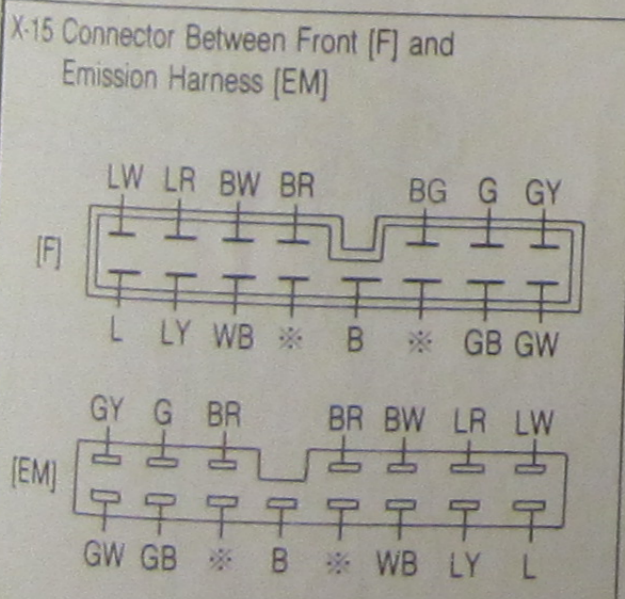 X-15 Connector Between Front [F] and
Emission Harness [EM]
LW LR BW BR BG G GY
[F]
L LY WB ※ B ※ GB GW
GY G BR BR BW LR LW
[EM]
GW GB ※ B ※ WB LY L